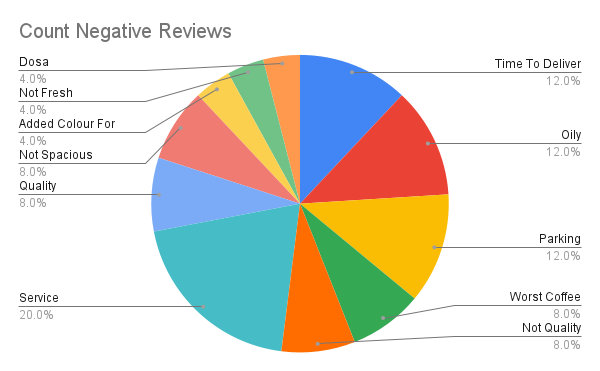 Count Negative Reviews
Dosa
4.0%
Not Fresh
4.0%
Added Colour For
4.0%
Not Spacious
8.0%
Quality
8.0%
Service
20.0%
Time To Deliver
12.0%
Oily
12.0%
Parking
12.0%
Worst Coffee
8.0%
Not Quality
8.0%